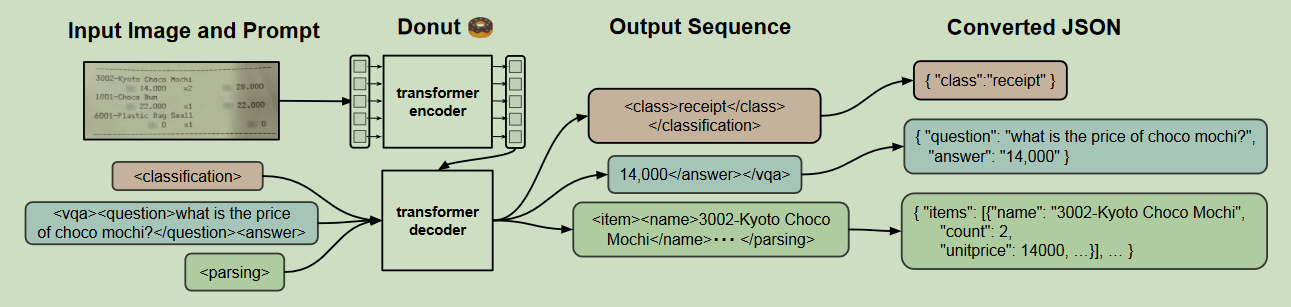 Input Image and Prompt
Donut 🍩
Output Sequence
Converted JSON
3002-Kyoto Choco Mochi
14.000 x2 28.000
1001-Choco Bun
22.000 x1 22.000
6001-Plastic Bag Small
0 x1 0
transformer
encoder
<classification>
<vqa><question>what is the price
of choco mochi?</question><answer>
<parsing>
transformer
decoder
<class>receipt</class>
</classification>
14,000</answer></vqa>
<item><name>3002-Kyoto Choco
Mochi</name>··· </parsing>
{ "class":"receipt" }
{ "question": "what is the price of choco mochi?",
"answer": "14,000" }
{ "items": [{"name": "3002-Kyoto Choco Mochi",
"count": 2,
"unitprice": 14000, …}], … }